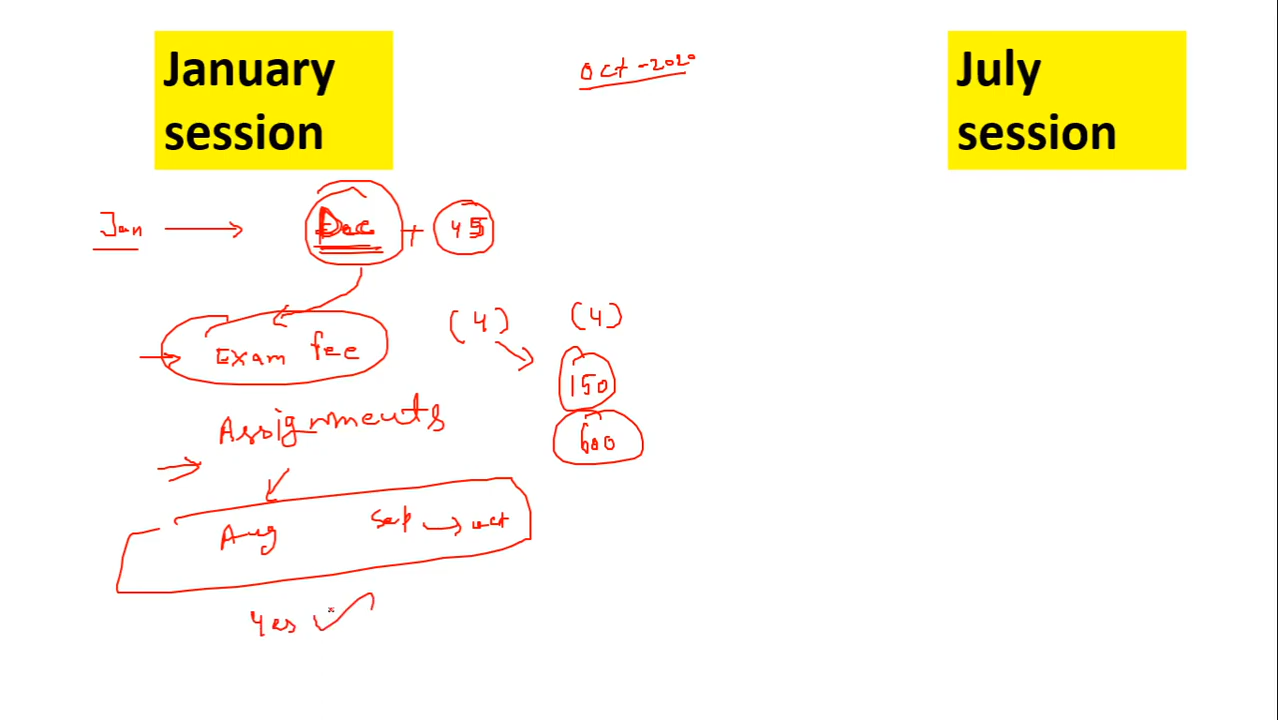 January
session
Oct -2020
July
session
Jan → Dec + 45
(4) (4)
Exam fee
150
Assignments
600
Aug Sep → oct
Yes ✓